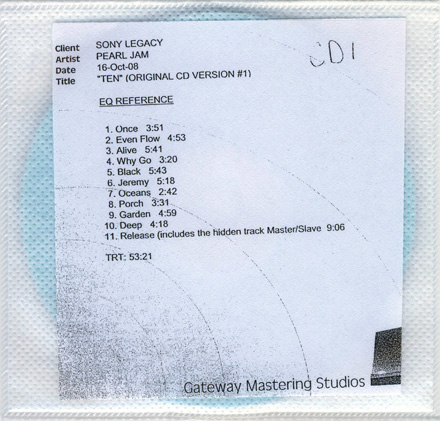 Client SONY LEGACY
Artist PEARL JAM
Date 16-Oct-08
Title "TEN" (ORIGINAL CD VERSION #1)
CD1
EQ REFERENCE
1. Once 3:51
2. Even Flow 4:53
3. Alive 5:41
4. Why Go 3:20
5. Black 5:43
6. Jeremy 5:18
7. Oceans 2:42
8. Porch 3:31
9. Garden 4:59
10. Deep 4:18
11. Release (includes the hidden track Master/Slave 9:06
TRT: 53:21
Gateway Mastering Studios